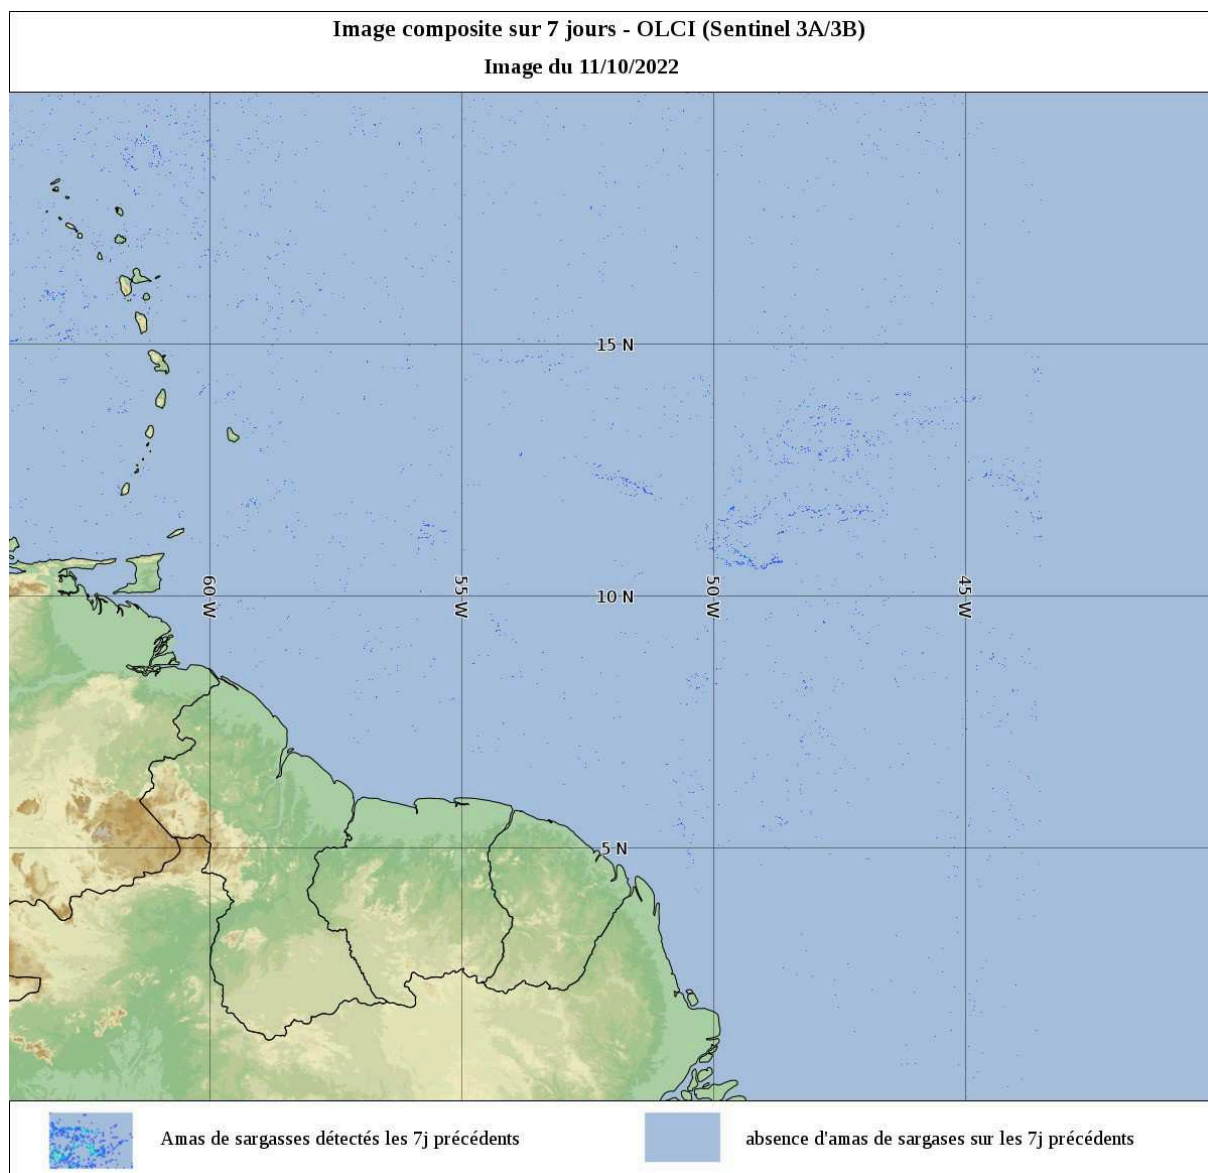 Image composite sur 7 jours - OLCI (Sentinel 3A/3B)
Image du 11/10/2022
15 N
60 W
55 W
10 N
50 W
45 W
5 N
Amas de sargasses détectés les 7j précédents
absence d'amas de sargases sur les 7j précédents